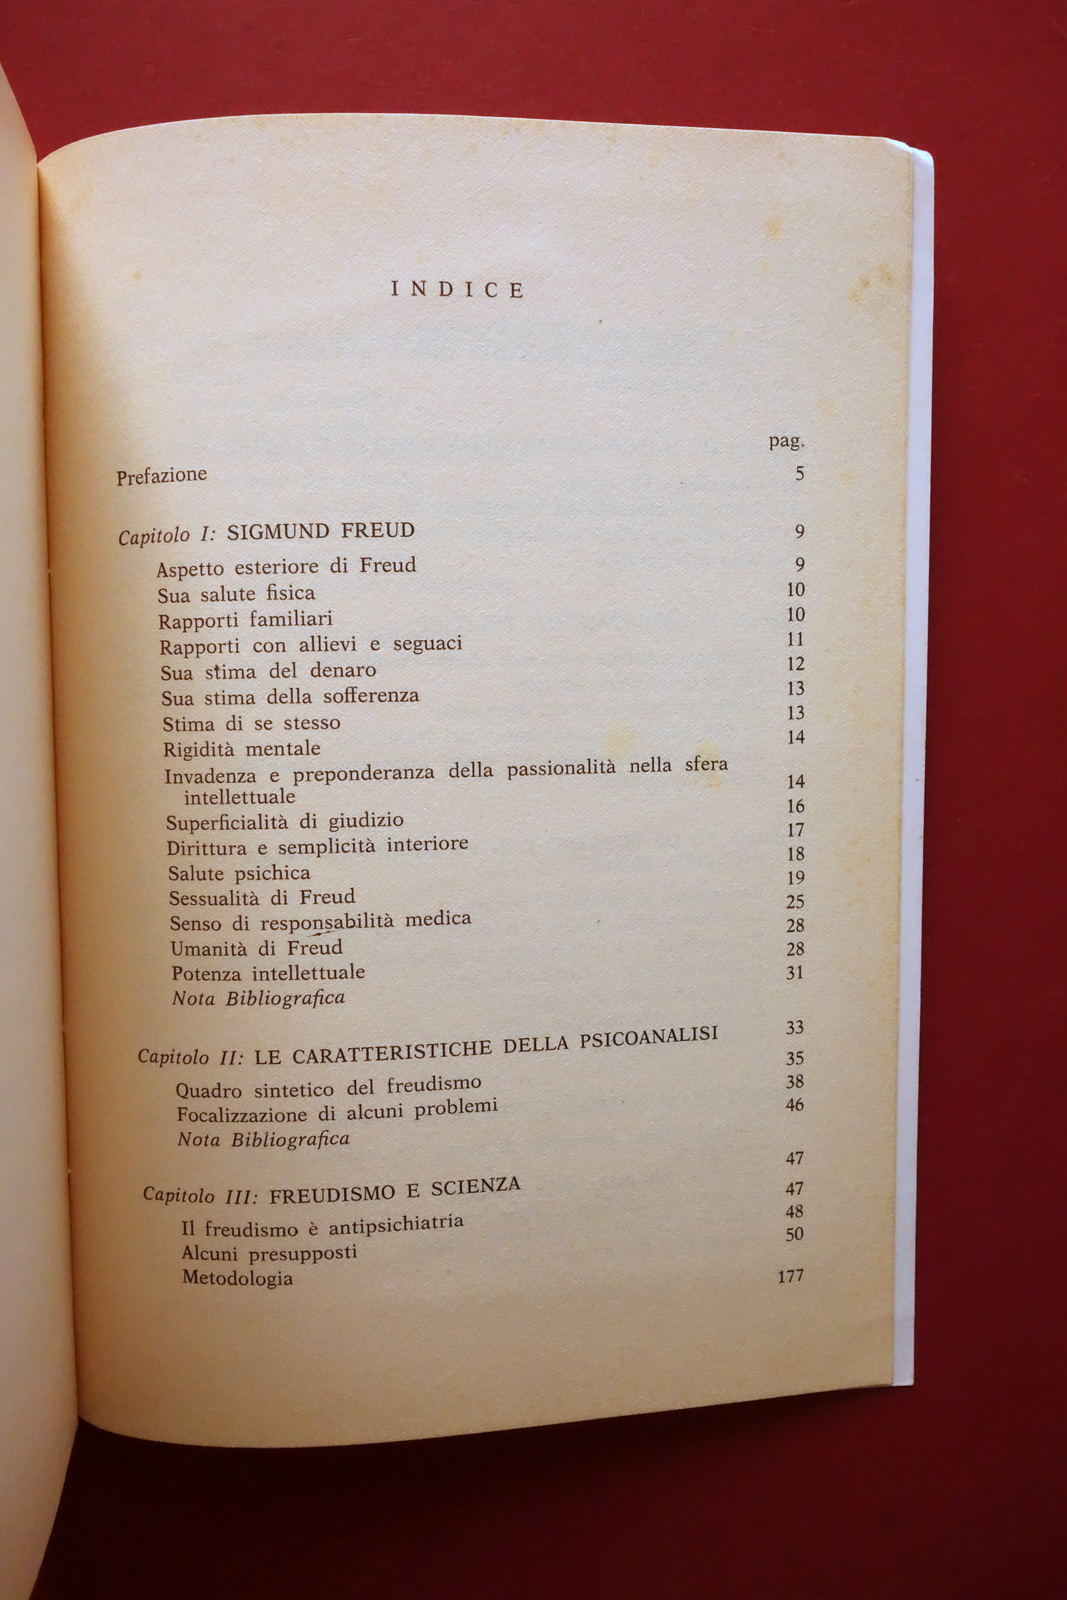 INDICE
pag.
Prefazione 5
Capitolo I: SIGMUND FREUD 9
Aspetto esteriore di Freud 9
Sua salute fisica 10
Rapporti familiari 10
Rapporti con allievi e seguaci 11
Sua stima del denaro 12
Sua stima della sofferenza 13
Stima di se stesso 13
Rigidità mentale 14
Invadenza e preponderanza della passionalità nella sfera
intellettuale 14
Superficialità di giudizio 16
Dirittura e semplicità interiore 17
Salute psichica 18
Sessualità di Freud 19
Senso di responsabilità medica 25
Umanità di Freud 28
Potenza intellettuale 28
Nota Bibliografica 31
Capitolo II: LE CARATTERISTICHE DELLA PSICOANALISI 33
Quadro sintetico del freudismo 35
Focalizzazione di alcuni problemi 38
Nota Bibliografica 46
Capitolo III: FREUDISMO E SCIENZA 47
Il freudismo è antipsichiatria 47
Alcuni presupposti 48
Metodologia 50
177